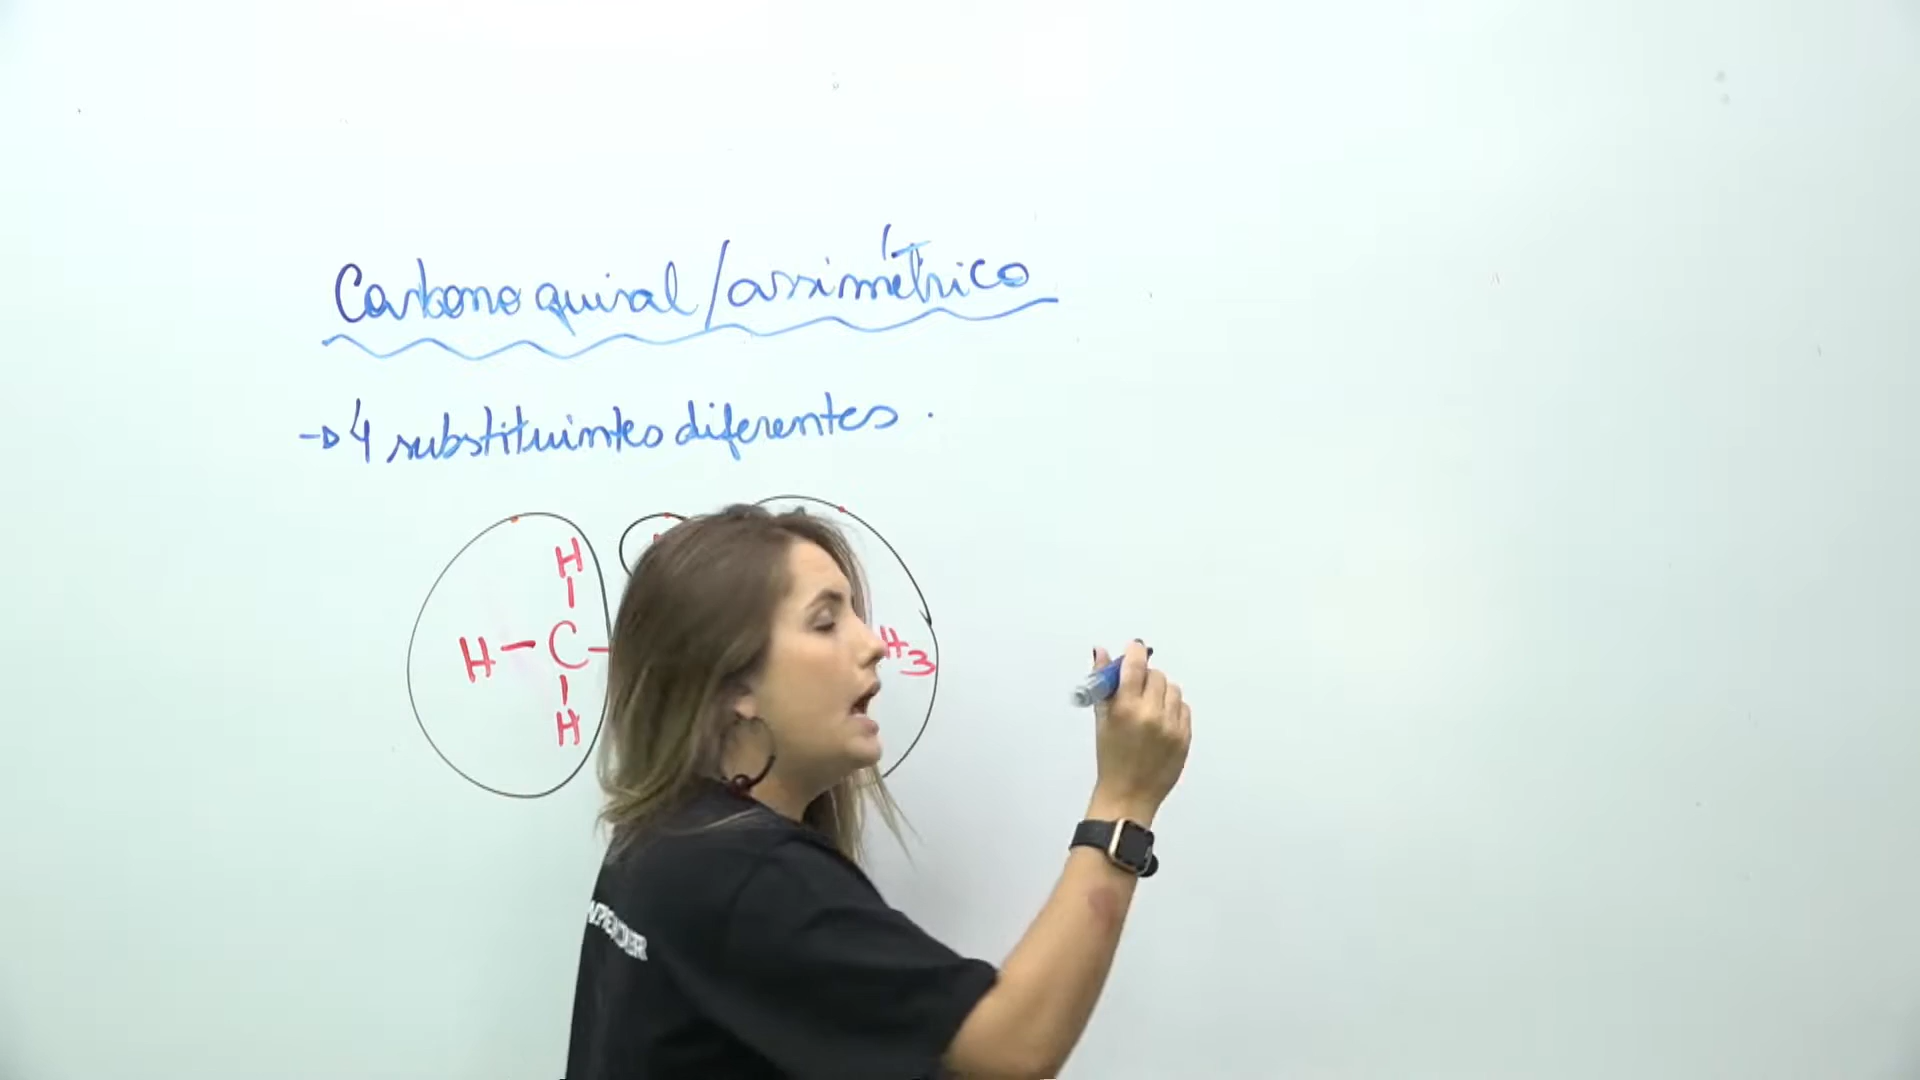 Carbono quiral/assimétrico
→ 4 substituintes diferentes.
H
H - C -
H
H3